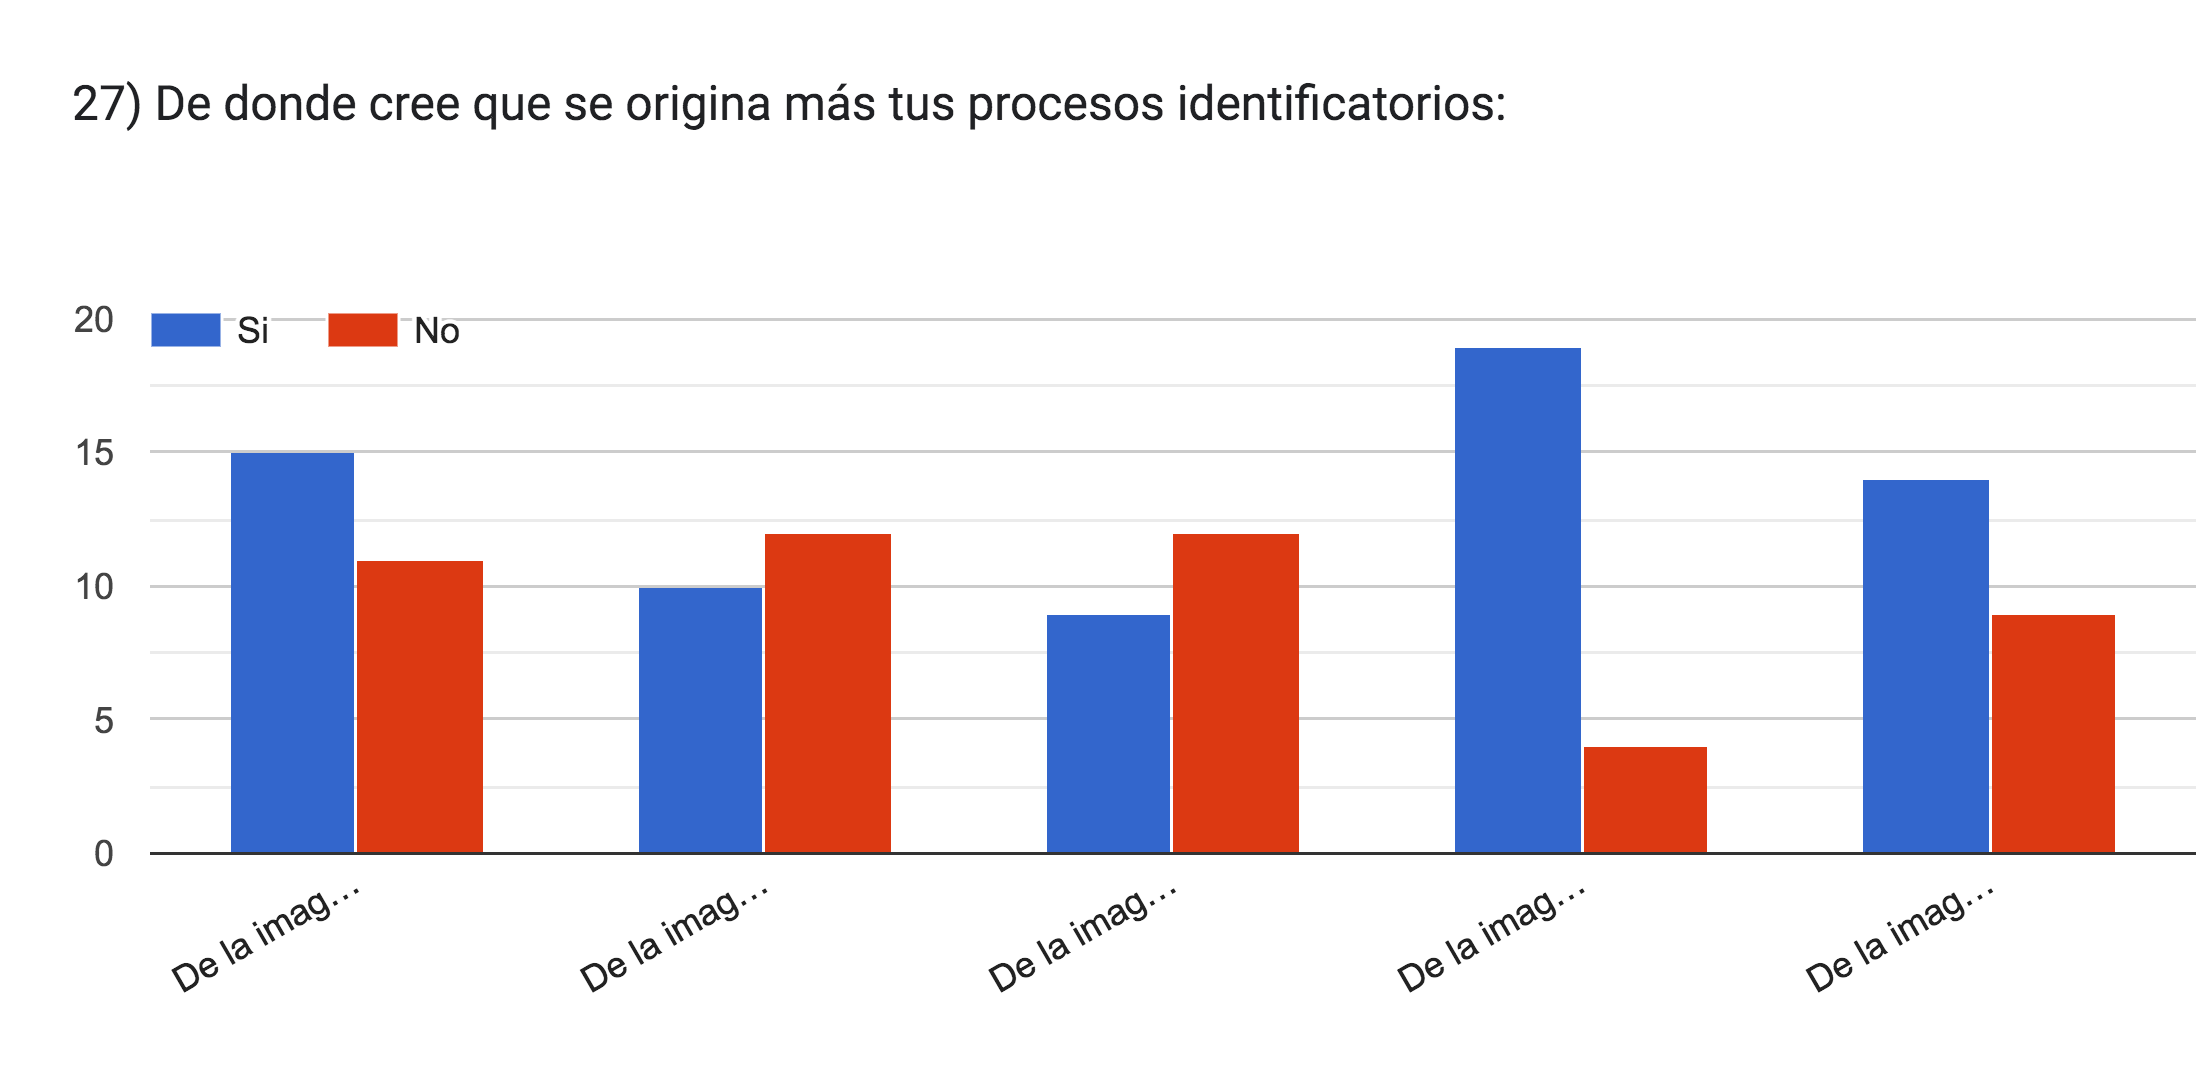 27) De donde cree que se origina más tus procesos identificatorios:
Si No
20
15
10
5
0
De la imag... De la imag... De la imag... De la imag... De la imag...